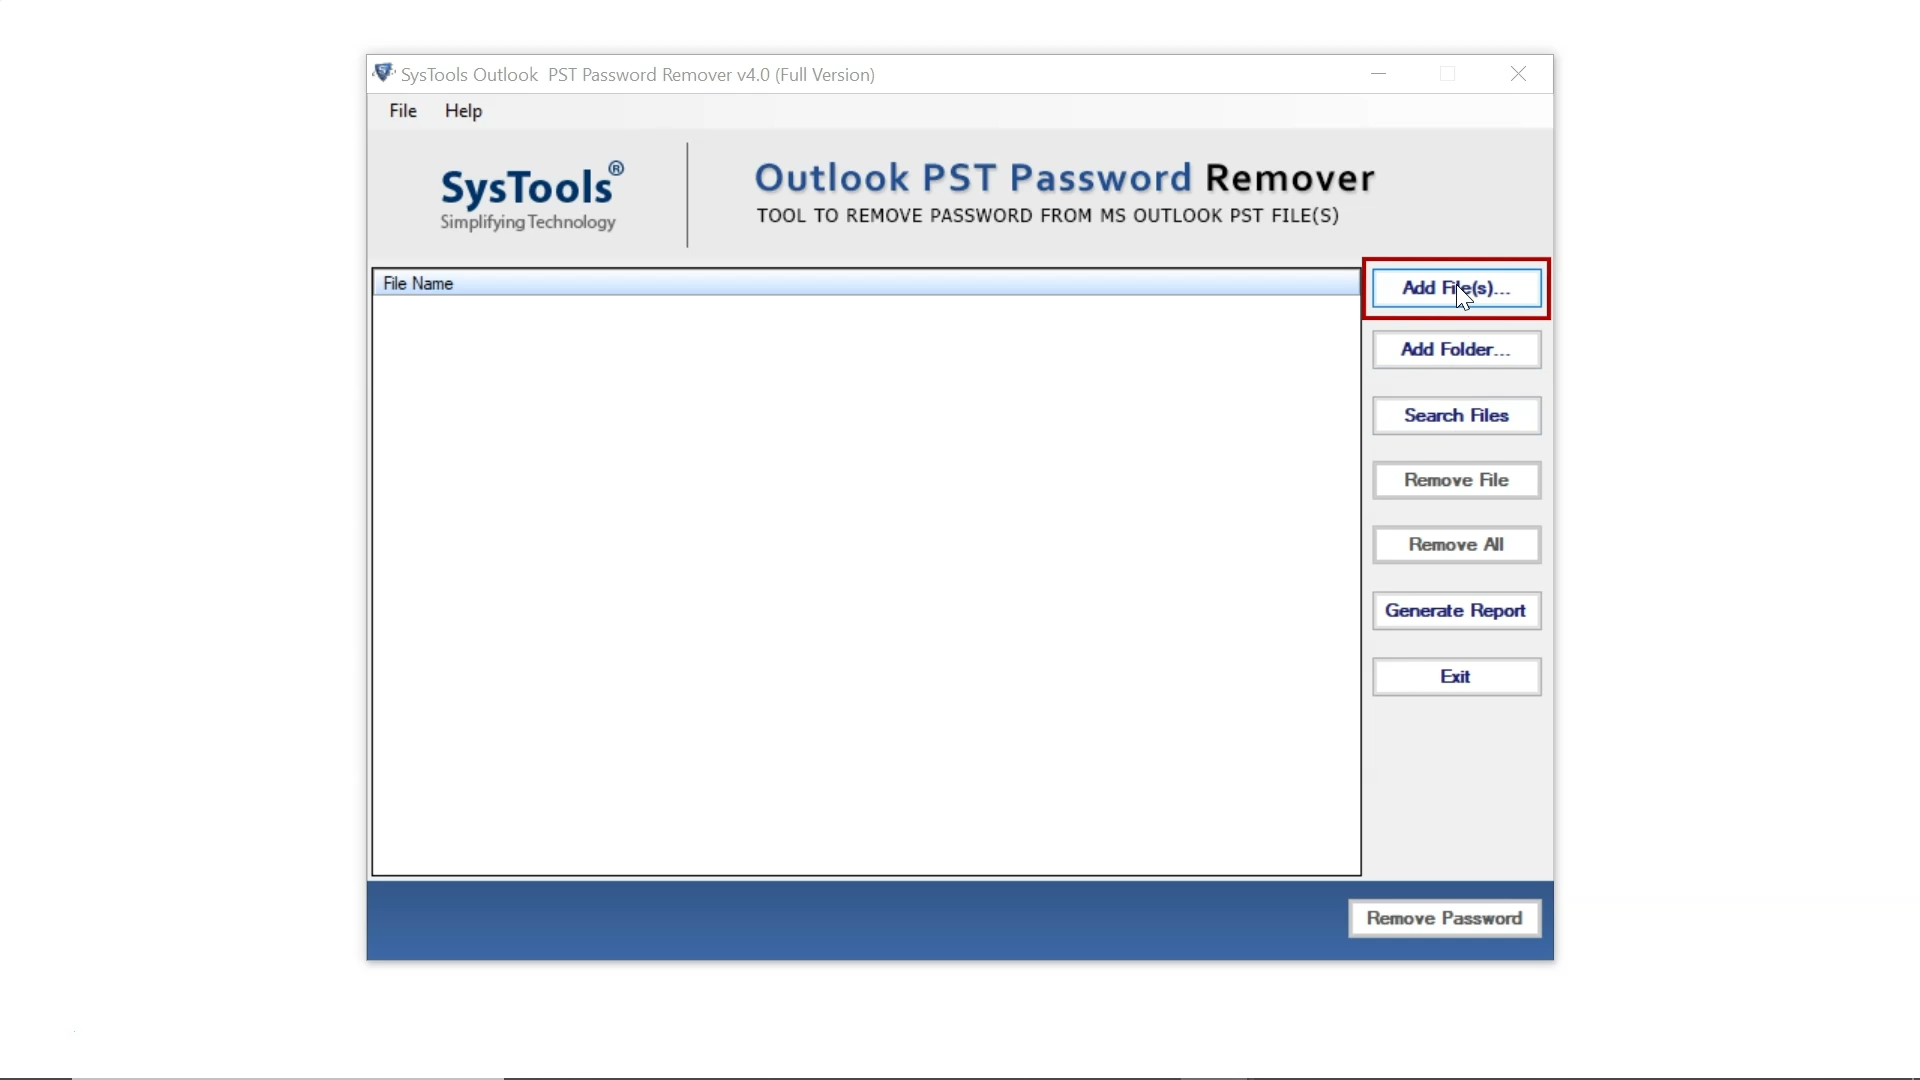 SysTools Outlook  PST Password Remover v4.0 (Full Version)
File Help
SysTools®
Simplifying Technology
Outlook PST Password Remover
TOOL TO REMOVE PASSWORD FROM MS OUTLOOK PST FILE(S)
File Name
Add File(s)...
Add Folder...
Search Files
Remove File
Remove All
Generate Report
Exit
Remove Password